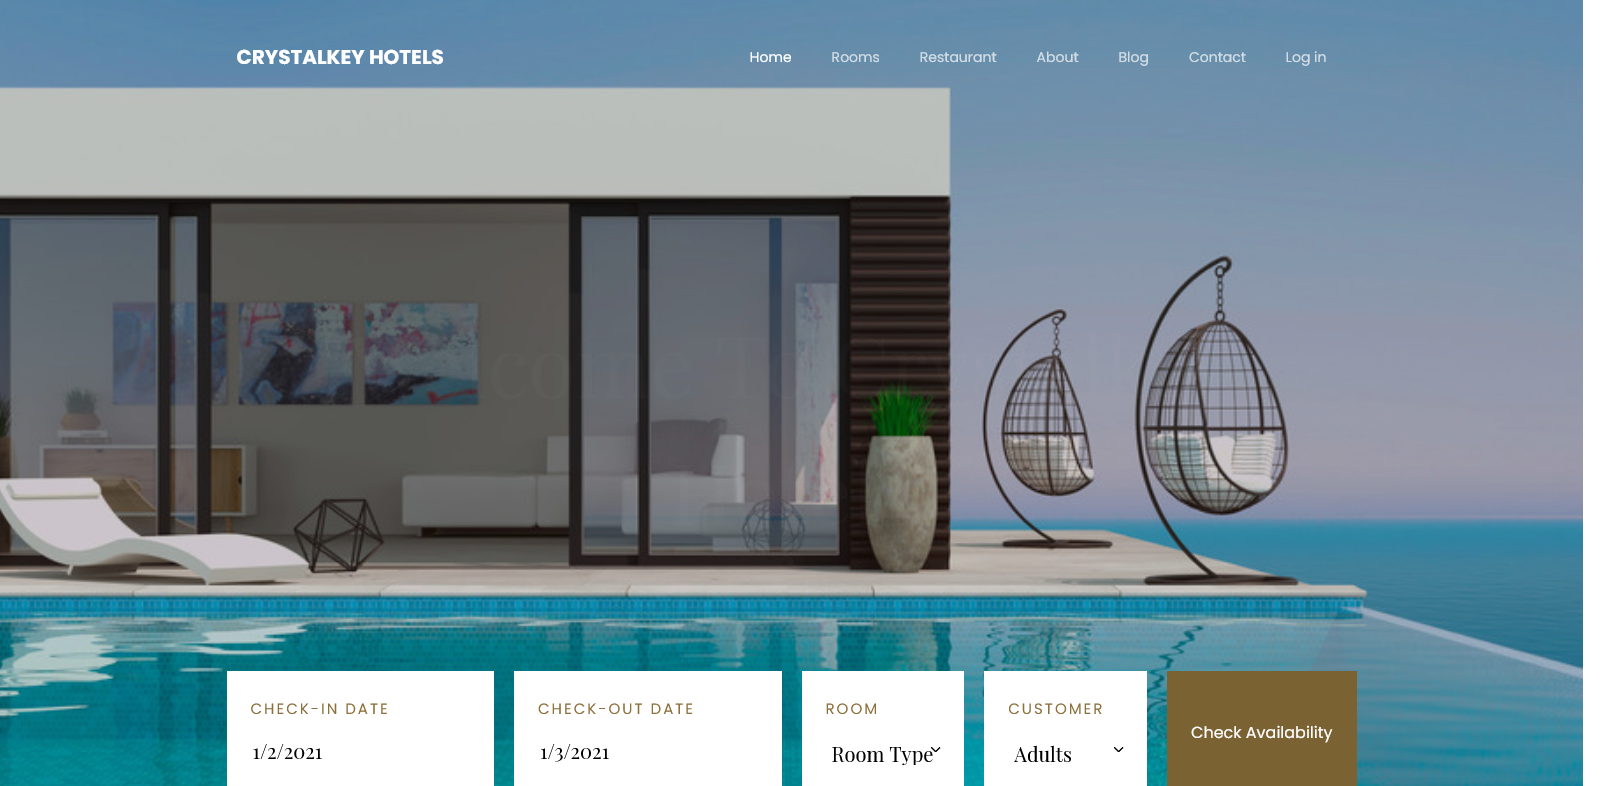 CRYSTALKEY HOTELS
Home Rooms Restaurant About Blog Contact Log in
CHECK-IN DATE CHECK-OUT DATE ROOM CUSTOMER
1/2/2021 1/3/2021 Room Type Adults
Check Availability